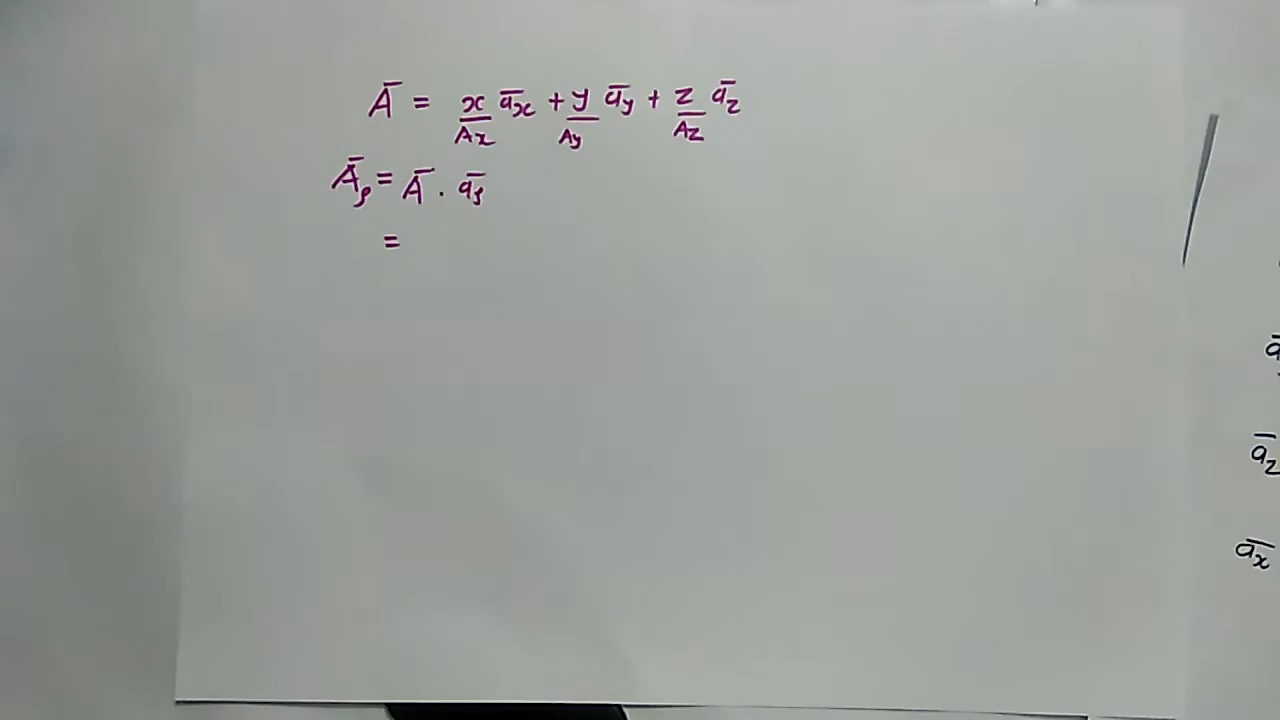 Ā = x āx + y āy + z āz
Ax Ay Az
Āρ = Ā . āρ
=
ā
āz
āx